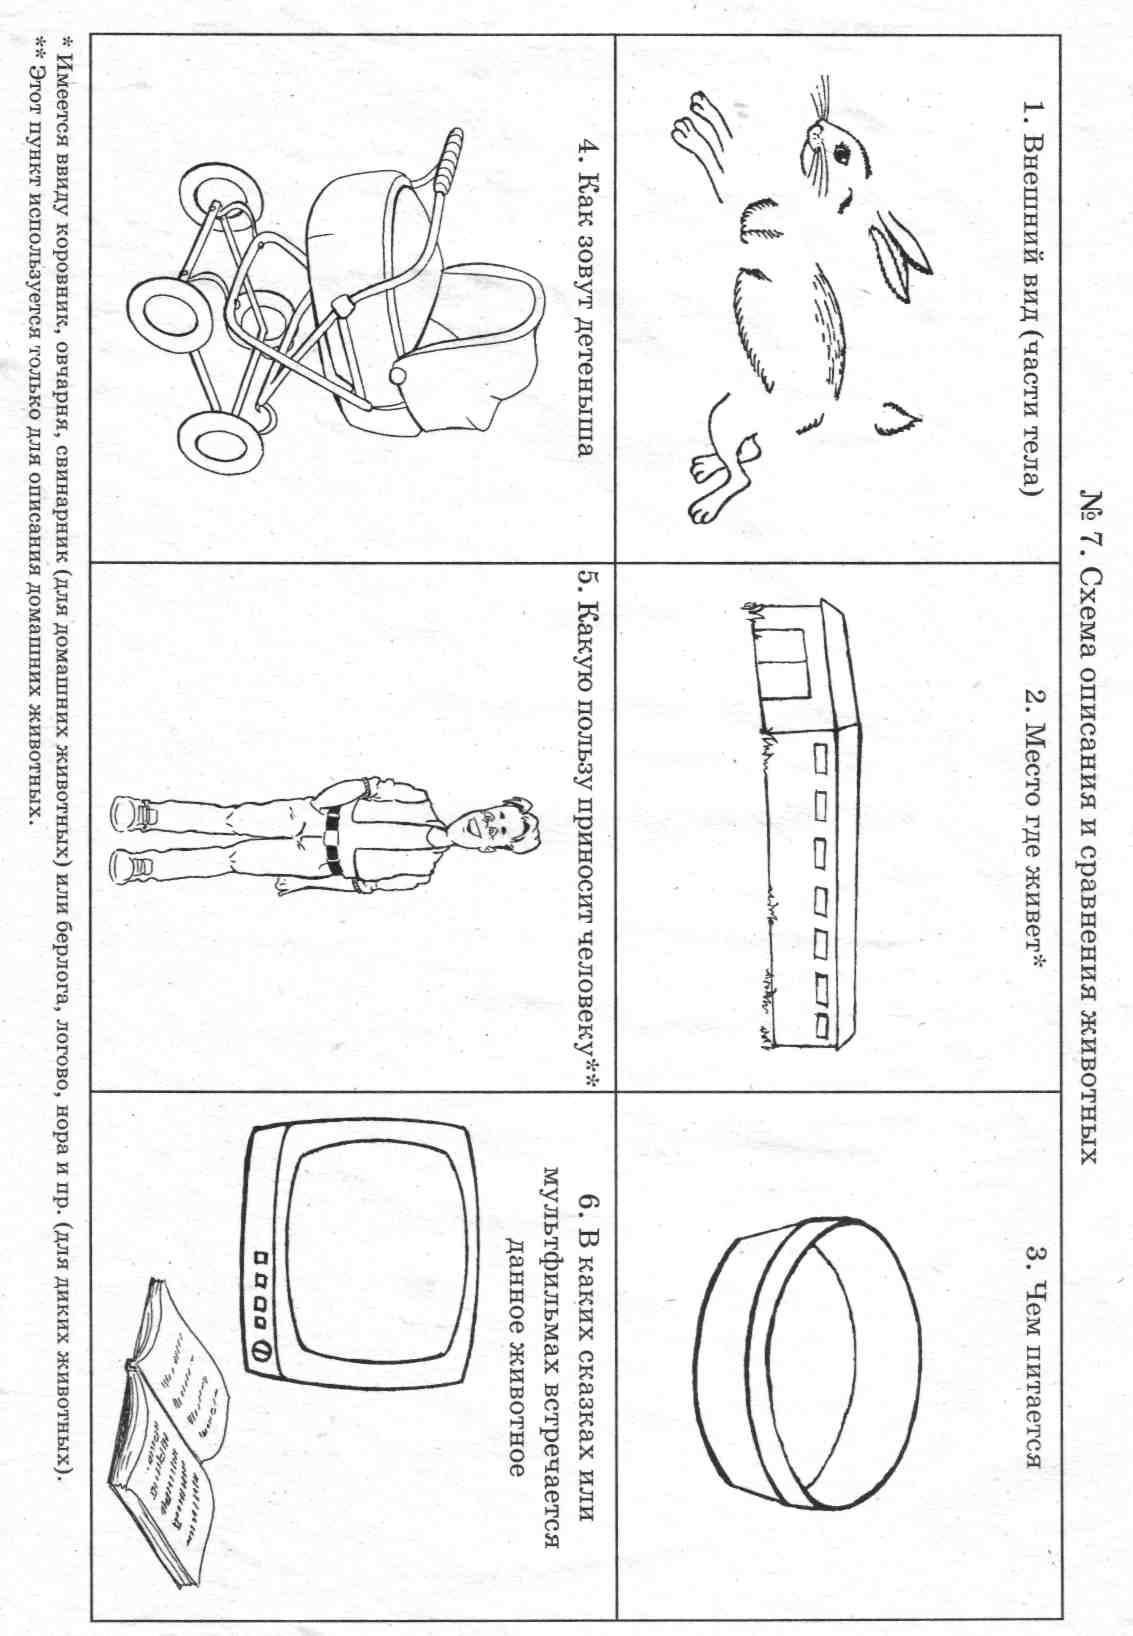 № 7. Схема описания и сравнения животных
1. Внешний вид (части тела)
2. Место где живет*
3. Чем питается
4. Как зовут детеныша
5. Какую пользу приносит человеку**
6. В каких сказках или
мультфильмах встречается
данное животное
* Имеется ввиду коровник, овчарня, свинарник (для домашних животных) или берлога, логово, нора и пр. (для диких животных).
** Этот пункт используется только для описания домашних животных.